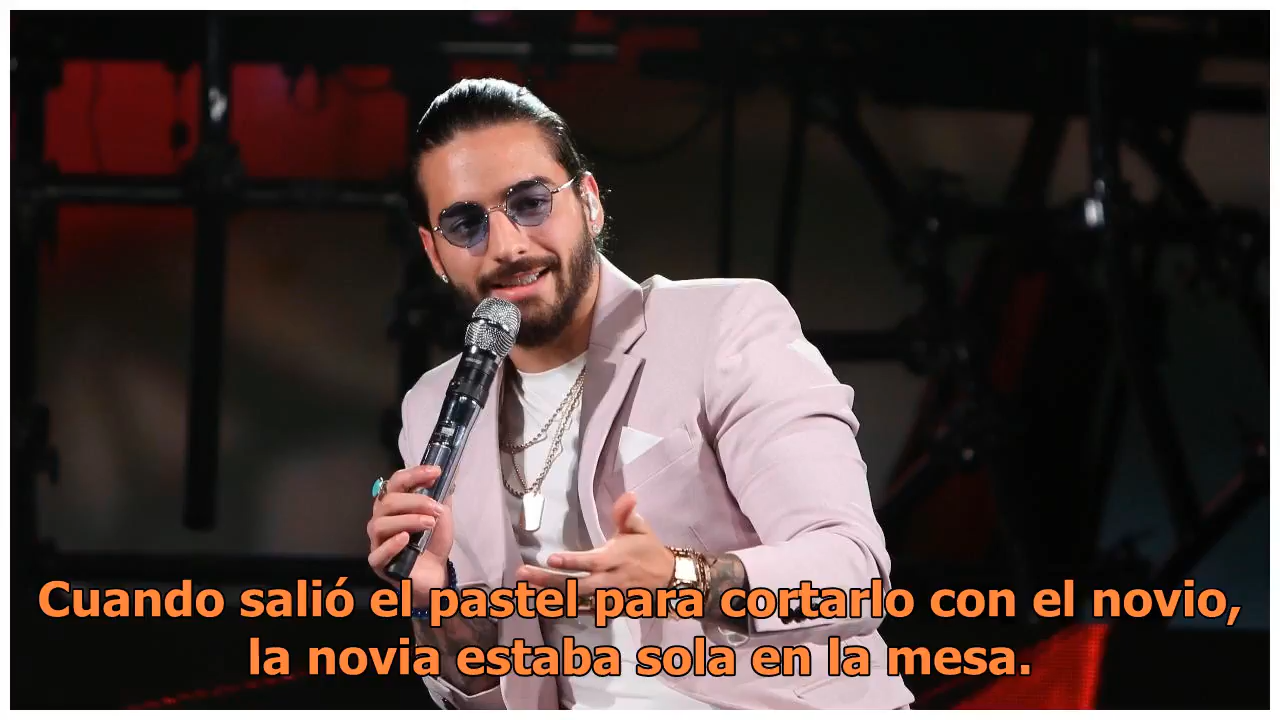 Cuando salió el pastel para cortarlo con el novio,
la novia estaba sola en la mesa.